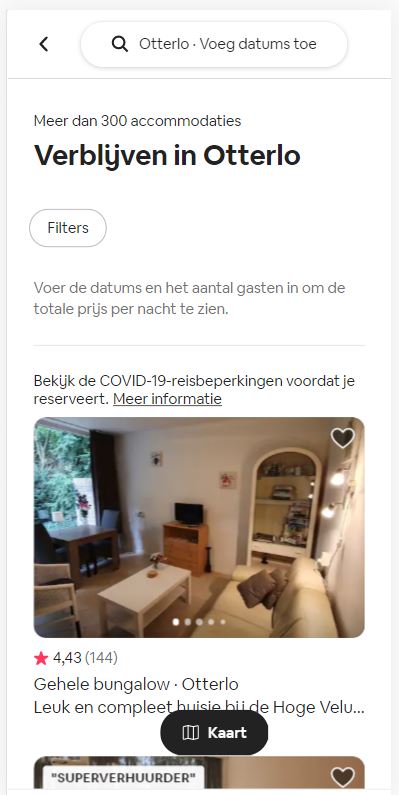 Otterlo · Voeg datums toe
Meer dan 300 accommodaties
Verblijven in Otterlo
Filters
Voer de datums en het aantal gasten in om de
totale prijs per nacht te zien.
Bekijk de COVID-19-reisbeperkingen voordat je
reserveert. Meer informatie
4,43 (144)
Gehele bungalow · Otterlo
Leuk en compleet huisje bij de Hoge Velu...
Kaart
"SUPERVERHUURDER"